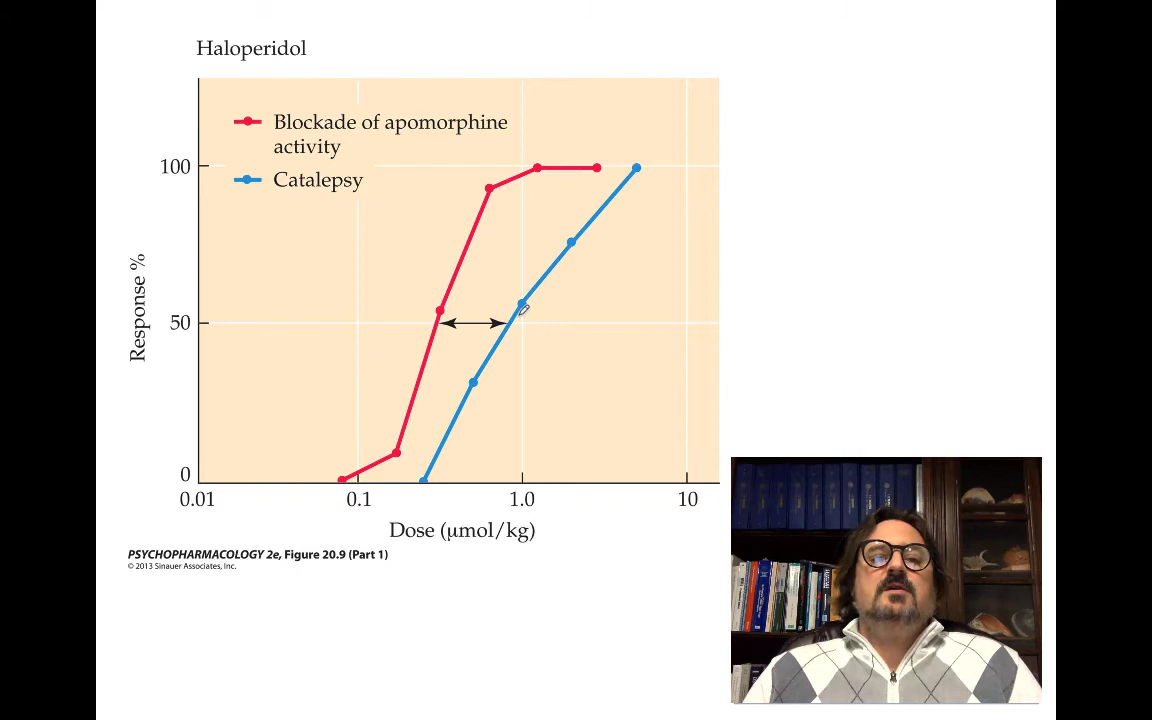 Haloperidol
Blockade of apomorphine
activity
Catalepsy
Response %
100
50
0
0.01 0.1 1.0 10
Dose (μmol/kg)
PSYCHOPHARMACOLOGY 2e, Figure 20.9 (Part 1)
© 2013 Sinauer Associates, Inc.